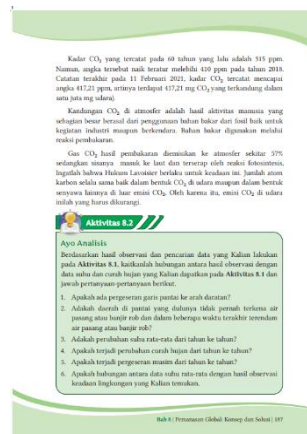 Kadar CO₂ yang tercatat pada 60 tahun yang lalu adalah 315 ppm.
Namun, angka tersebut naik teratur melebihi 410 ppm pada tahun 2018.
Catatan terakhir pada 11 Februari 2021, kadar CO₂ tercatat mencapai
angka 417,21 ppm, artinya terdapat 417,21 mg CO₂ yang terkandung dalam
satu juta mg udara).
Kandungan CO₂ di atmosfer adalah hasil aktivitas manusia yang
sebagian besar berasal dari penggunaan bahan bakar dari fosil baik untuk
kegiatan industri maupun berkendara. Bahan bakar digunakan melalui
reaksi pembakaran.
Gas CO₂ hasil pembakaran diemisikan ke atmosfer sekitar 57%
sedangkan sisanya masuk ke laut dan terserap oleh reaksi fotosintesis,
Ingatlah bahwa Hukum Lavoisier berlaku untuk keadaan ini. Jumlah atom
karbon selalu sama baik dalam bentuk CO₂ di udara maupun dalam bentuk
senyawa lainnya di luar emisi CO₂. Oleh karena itu, emisi CO₂ di udara
inilah yang harus dikurangi.
Aktivitas 8.2
Ayo Analisis
Berdasarkan hasil observasi dan pencarian data yang Kalian lakukan
pada Aktivitas 8.1, kaitkanlah hubungan antara hasil observasi dengan
data suhu dan curah hujan yang Kalian dapatkan pada Aktivitas 8.1 dan
jawab pertanyaan-pertanyaan berikut.
1. Apakah ada pergeseran garis pantai ke arah daratan?
2. Adakah daerah di pantai yang dulunya tidak pernah terkena air
pasang atau banjir rob dan dalam beberapa waktu terakhir terendam
air pasang atau banjir rob?
3. Adakah perubahan suhu rata-rata dari tahun ke tahun?
4. Apakah terjadi perubahan curah hujan dari tahun ke tahun?
5. Apakah terjadi pergeseran musim dari tahun ke tahun?
6. Apakah hubungan antara data suhu rata-rata dengan hasil observasi
keadaan lingkungan yang Kalian temukan.
Bab 8 | Pemanasan Global: Konsep dan Solusi | 197